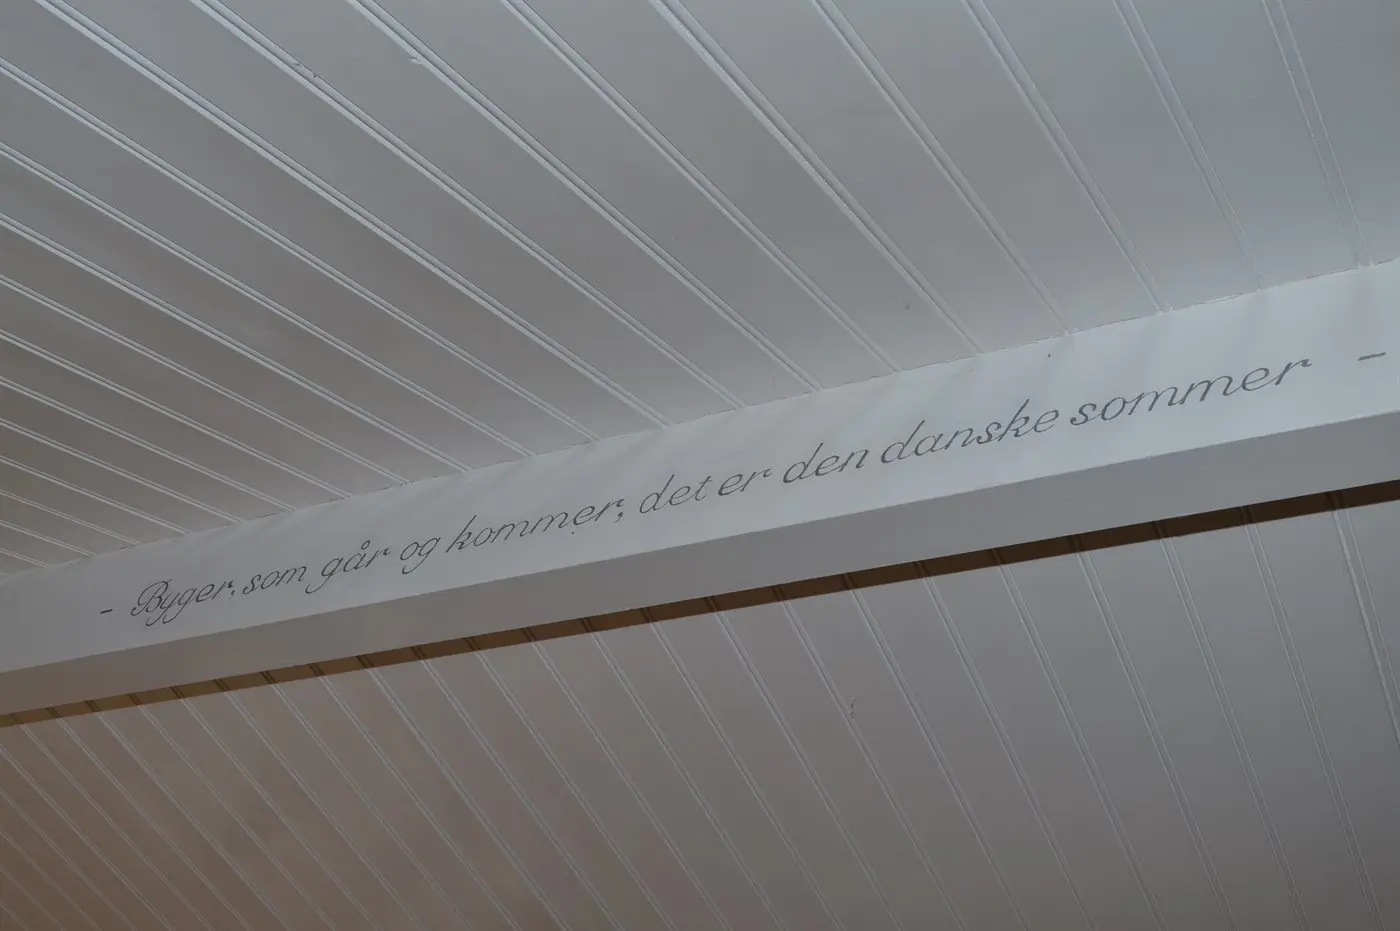 - Byger, som går og kommer, det er den danske sommer -